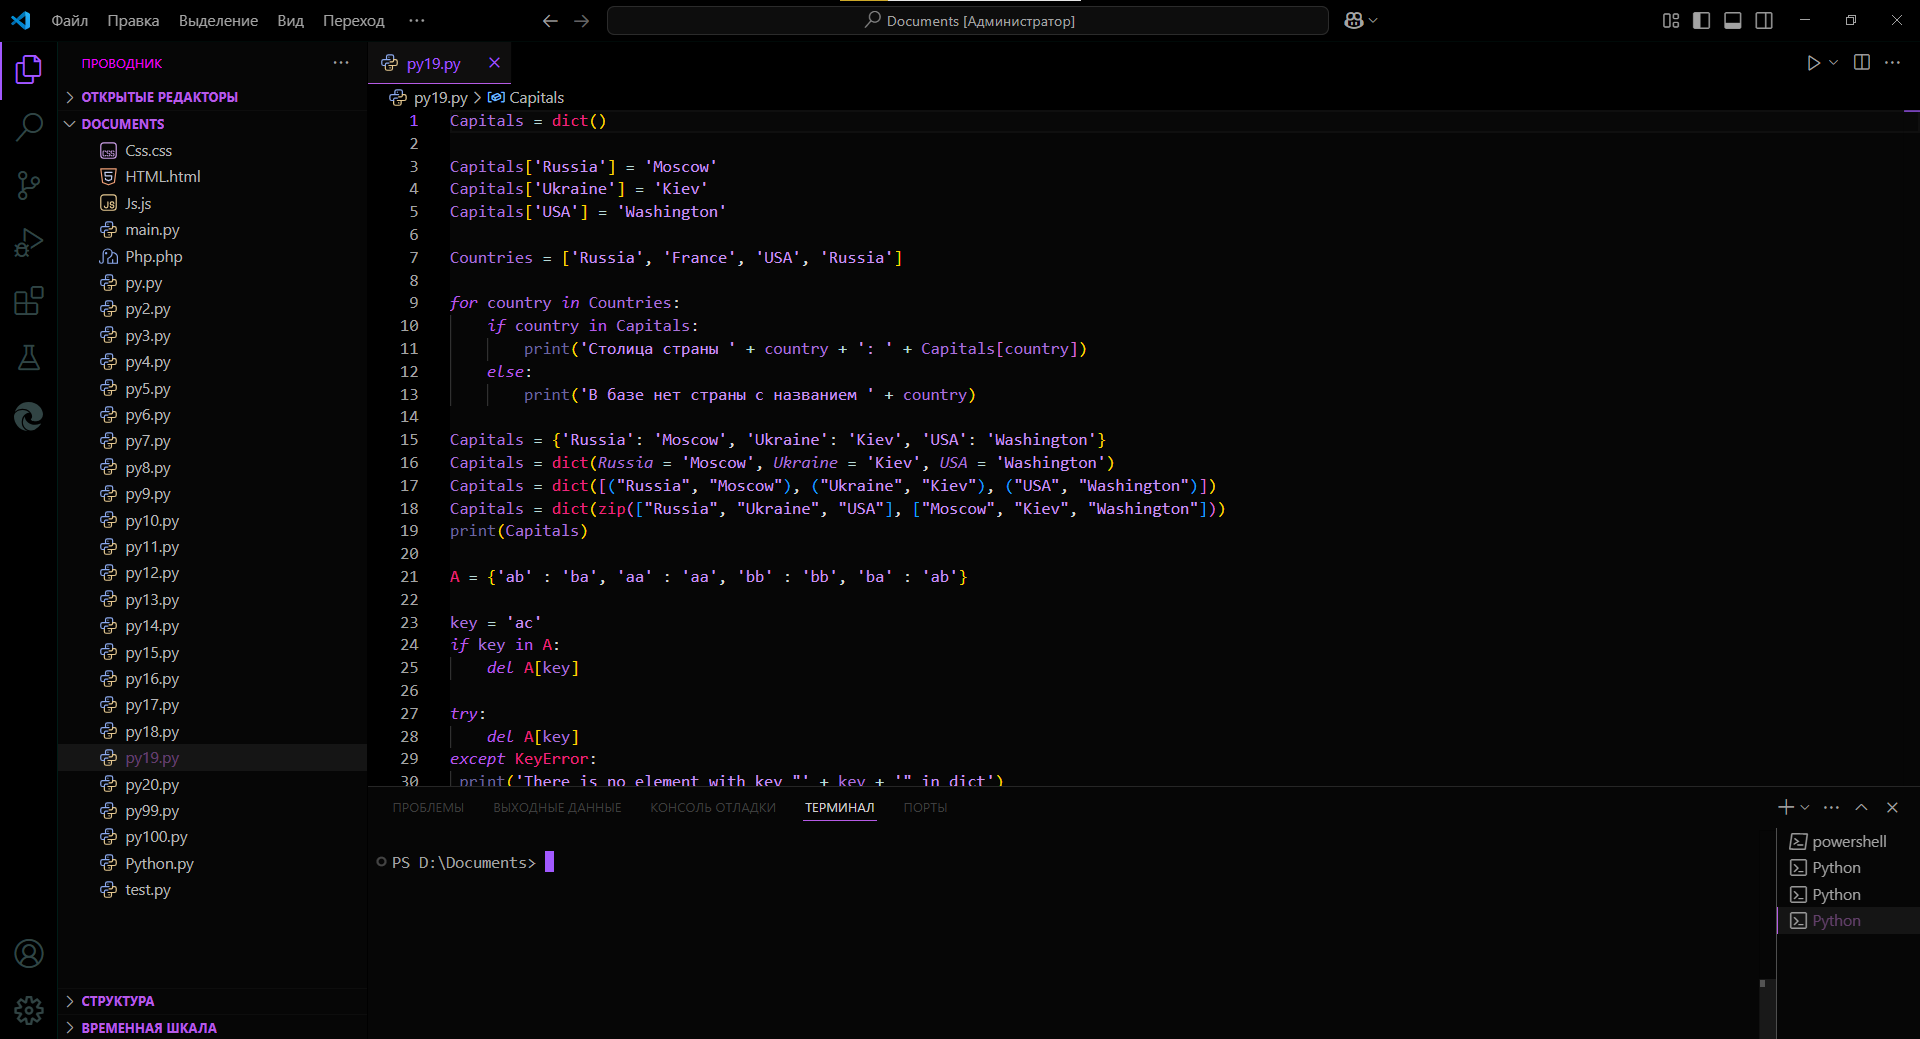 Файл Правка Выделение Вид Переход ···
Documents [Администратор]
ПРОВОДНИК
ОТКРЫТЫЕ РЕДАКТОРЫ
DOCUMENTS
Css.css
HTML.html
Js.js
main.py
Php.php
py.py
py2.py
py3.py
py4.py
py5.py
py6.py
py7.py
py8.py
py9.py
py10.py
py11.py
py12.py
py13.py
py14.py
py15.py
py16.py
py17.py
py18.py
py19.py
py20.py
py99.py
py100.py
Python.py
test.py
СТРУКТУРА
ВРЕМЕННАЯ ШКАЛА
py19.py
py19.py > Capitals
1 Capitals = dict()
2
3 Capitals['Russia'] = 'Moscow'
4 Capitals['Ukraine'] = 'Kiev'
5 Capitals['USA'] = 'Washington'
6
7 Countries = ['Russia', 'France', 'USA', 'Russia']
8
9 for country in Countries:
10     if country in Capitals:
11         print('Столица страны ' + country + ': ' + Capitals[country])
12     else:
13         print('В базе нет страны с названием ' + country)
14
15 Capitals = {'Russia': 'Moscow', 'Ukraine': 'Kiev', 'USA': 'Washington'}
16 Capitals = dict(Russia = 'Moscow', Ukraine = 'Kiev', USA = 'Washington')
17 Capitals = dict([("Russia", "Moscow"), ("Ukraine", "Kiev"), ("USA", "Washington")])
18 Capitals = dict(zip(["Russia", "Ukraine", "USA"], ["Moscow", "Kiev", "Washington"]))
19 print(Capitals)
20
21 A = {'ab' : 'ba', 'aa' : 'aa', 'bb' : 'bb', 'ba' : 'ab'}
22
23 key = 'ac'
24 if key in A:
25     del A[key]
26
27 try:
28     del A[key]
29 except KeyError:
30  print('There is no element with key "' + key + '" in dict')
ПРОБЛЕМЫ ВЫХОДНЫЕ ДАННЫЕ КОНСОЛЬ ОТЛАДКИ ТЕРМИНАЛ ПОРТЫ
PS D:\Documents>
powershell
Python
Python
Python